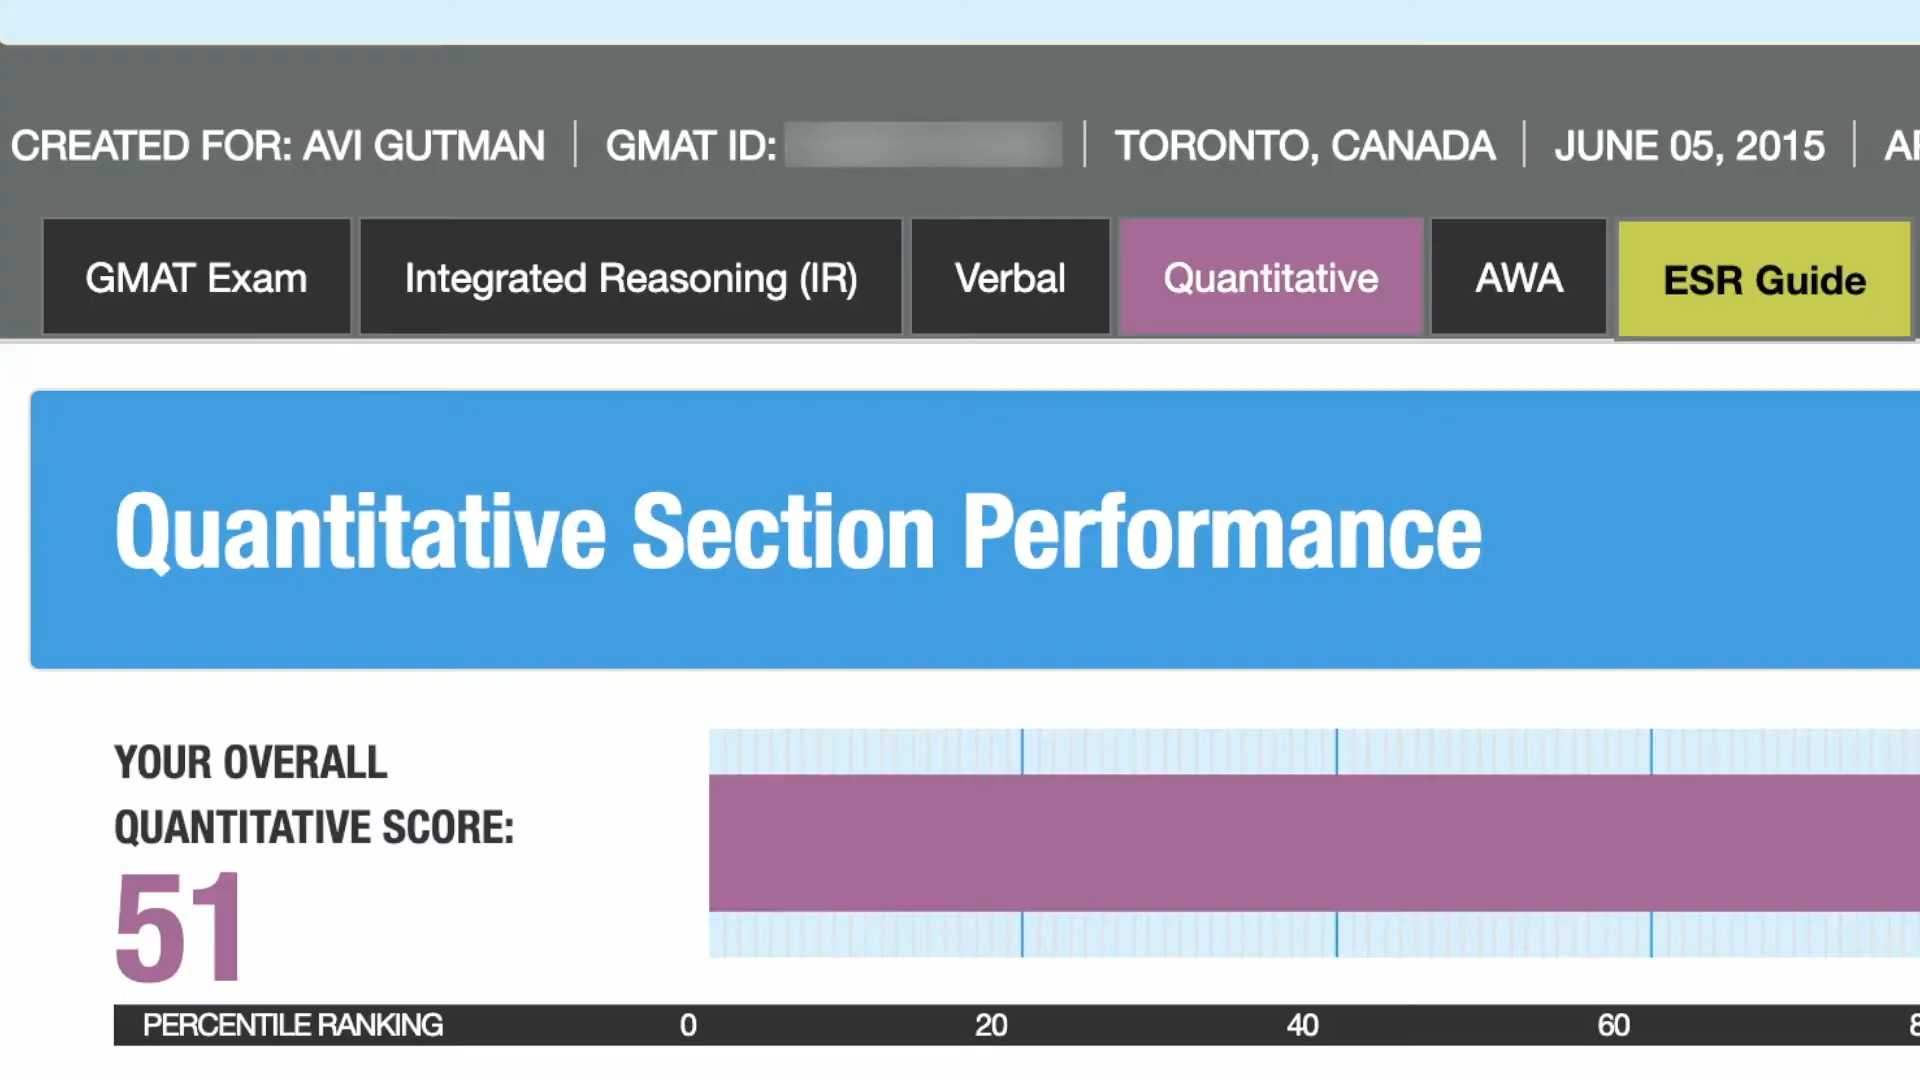 CREATED FOR: AVI GUTMAN | GMAT ID: | TORONTO, CANADA | JUNE 05, 2015 |
GMAT Exam Integrated Reasoning (IR) Verbal Quantitative AWA ESR Guide
Quantitative Section Performance
YOUR OVERALL
QUANTITATIVE SCORE:
51
PERCENTILE RANKING 0 20 40 60